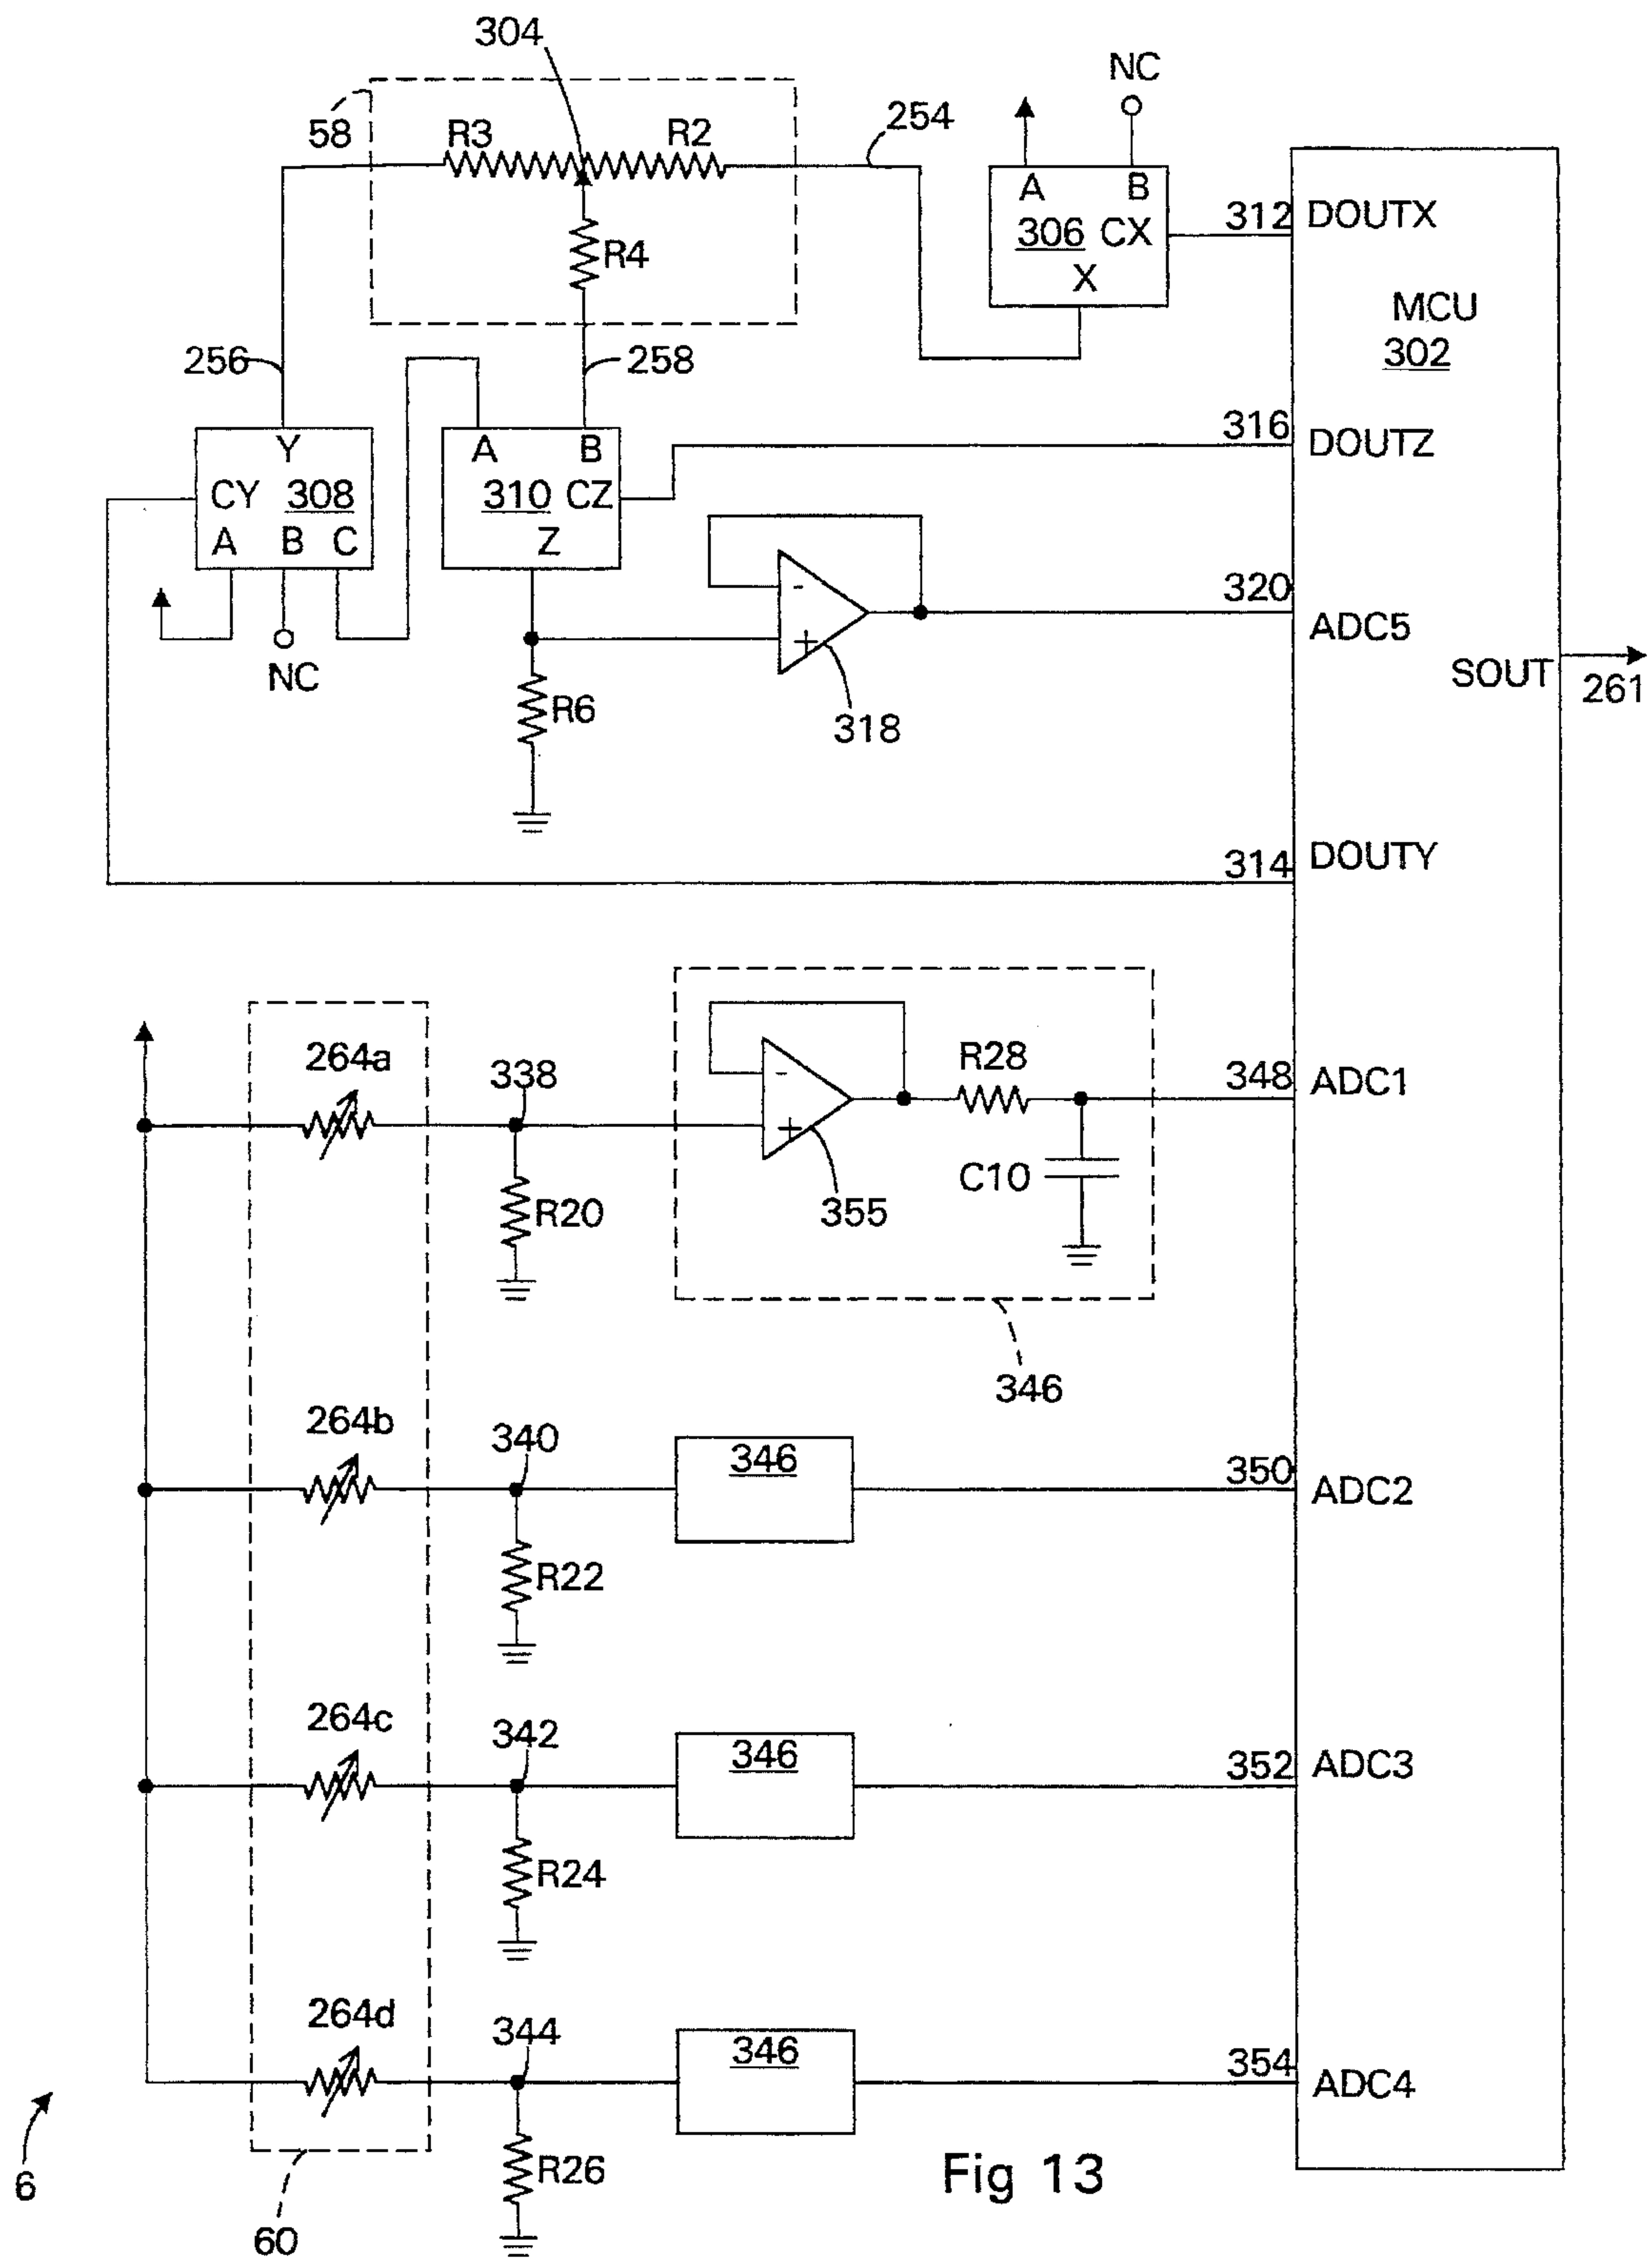 304
NC
58
R3
R2
254
A
B
306
CX
X
312
DOUTX
R4
MCU
302
256
258
316
DOUTZ
Y
A
B
CY
308
310
CZ
A
B
C
Z
-
+
320
ADC5
NC
R6
318
SOUT
261
314
DOUTY
264a
338
-
+
R28
348
ADC1
R20
355
C10
346
264b
340
346
350
ADC2
R22
264c
342
346
352
ADC3
R24
264d
344
346
354
ADC4
6
R26
60
Fig 13